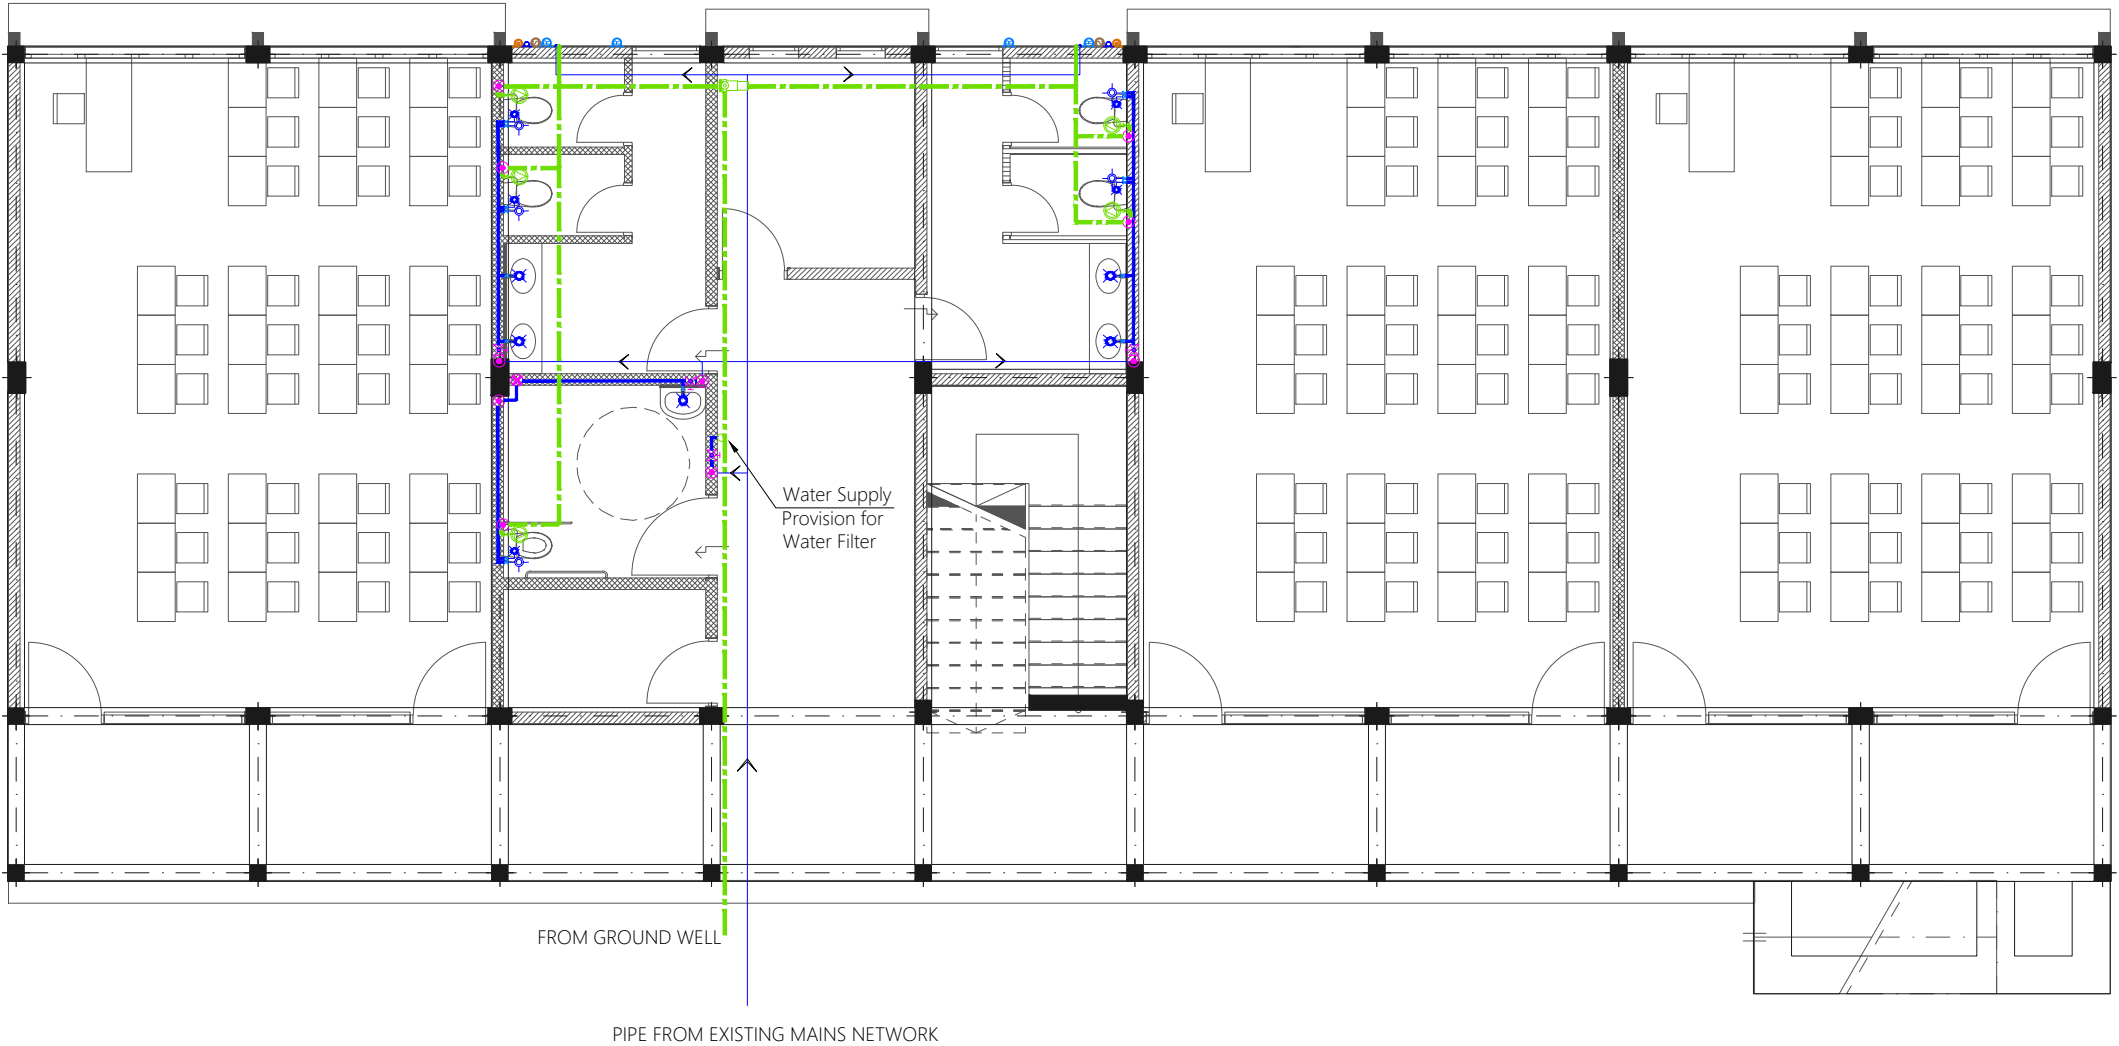 Water Supply
Provision for
Water Filter
FROM GROUND WELL
PIPE FROM EXISTING MAINS NETWORK